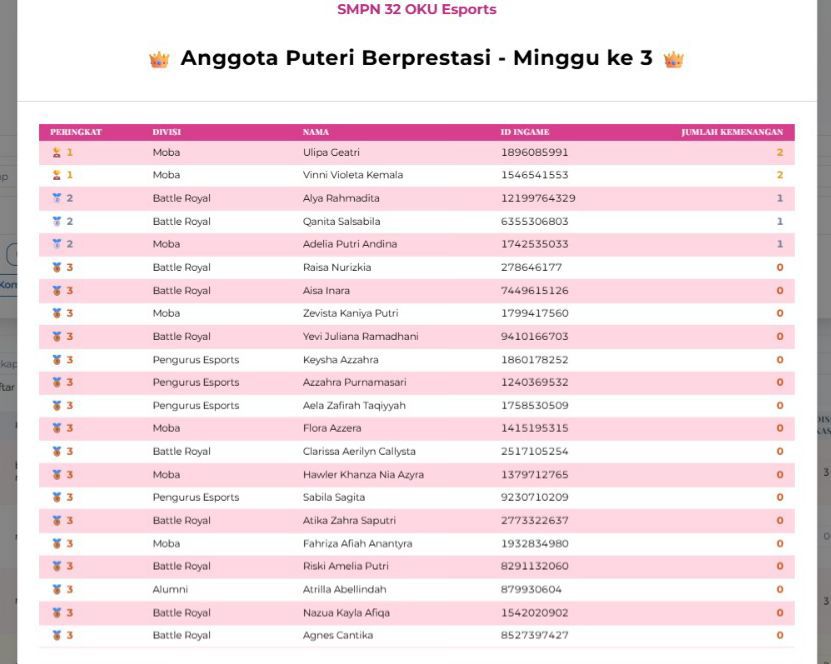 SMPN 32 OKU Esports
Anggota Puteri Berprestasi - Minggu ke 3
PERINGKAT DIVISI NAMA ID INGAME JUMLAH KEMENANGAN
1 Moba Ulipa Geatri 1896085991 2
1 Moba Vinni Violeta Kemala 1546541553 2
2 Battle Royal Alya Rahmadita 12199764329 1
2 Battle Royal Qanita Salsabila 6355306803 1
2 Moba Adelia Putri Andina 1742535033 1
3 Battle Royal Raisa Nurizkia 278646177 0
3 Battle Royal Aisa Inara 7449615126 0
3 Moba Zevista Kaniya Putri 1799417560 0
3 Battle Royal Yevi Juliana Ramadhani 9410166703 0
3 Pengurus Esports Keysha Azzahra 1860178252 0
3 Pengurus Esports Azzahra Purnamasari 1240369532 0
3 Pengurus Esports Aela Zafirah Taqiyyah 1758530509 0
3 Moba Flora Azzera 1415195315 0
3 Battle Royal Clarissa Aerilyn Callysta 2517105254 0
3 Moba Hawler Khanza Nia Azyra 1379712765 0
3 Pengurus Esports Sabila Sagita 9230710209 0
3 Battle Royal Atika Zahra Saputri 2773322637 0
3 Moba Fahriza Afiah Anantyra 1932834980 0
3 Battle Royal Riski Amelia Putri 8291132060 0
3 Alumni Atrilla Abellindah 879930604 0
3 Battle Royal Nazua Kayla Afiqa 1542020902 0
3 Battle Royal Agnes Cantika 8527397427 0